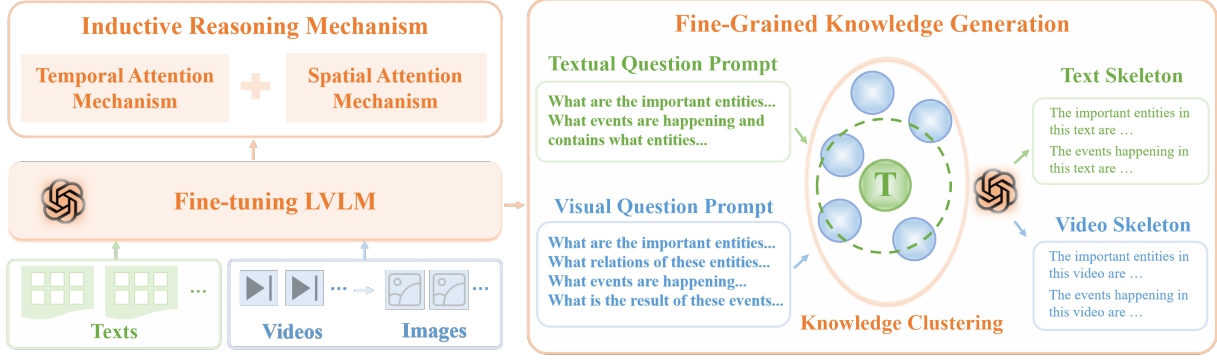 Inductive Reasoning Mechanism
Temporal Attention
Mechanism
Spatial Attention
Mechanism
Fine-tuning LVLM
Texts
...
Videos
...
Images
...
Fine-Grained Knowledge Generation
Textual Question Prompt
What are the important entities...
What events are happening and
contains what entities...
Visual Question Prompt
What are the important entities...
What relations of these entities...
What events are happening...
What is the result of these events...
T
Knowledge Clustering
Text Skeleton
The important entities in
this text are …
The events happening in
this text are …
Video Skeleton
The important entities in
this video are …
The events happening in
this video are …